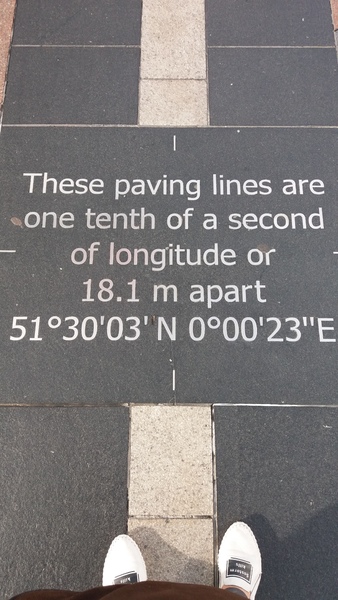 These paving lines are
one tenth of a second
of longitude or
18.1 m apart
51°30'03"N 0°00'23"E